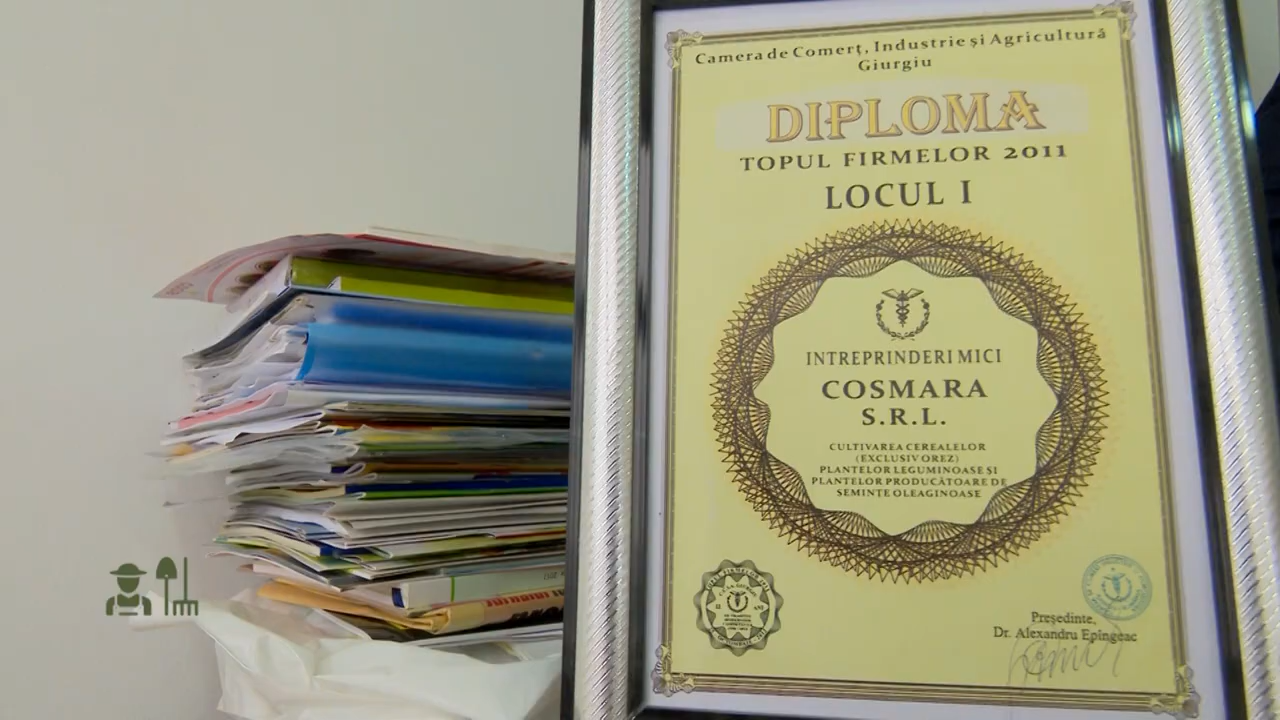 Camera de Comerț, Industrie și Agricultură
Giurgiu
DIPLOMA
TOPUL FIRMELOR 2011
LOCUL I
INTREPRINDERI MICI
COSMARA
S.R.L.
CULTIVAREA CEREALELOR
(EXCLUSIV OREZ)
PLANTELOR LEGUMINOASE ȘI
PLANTELOR PRODUCĂTOARE DE
SEMINȚE OLEAGINOASE
Președinte,
Dr. Alexandru Epîngeac